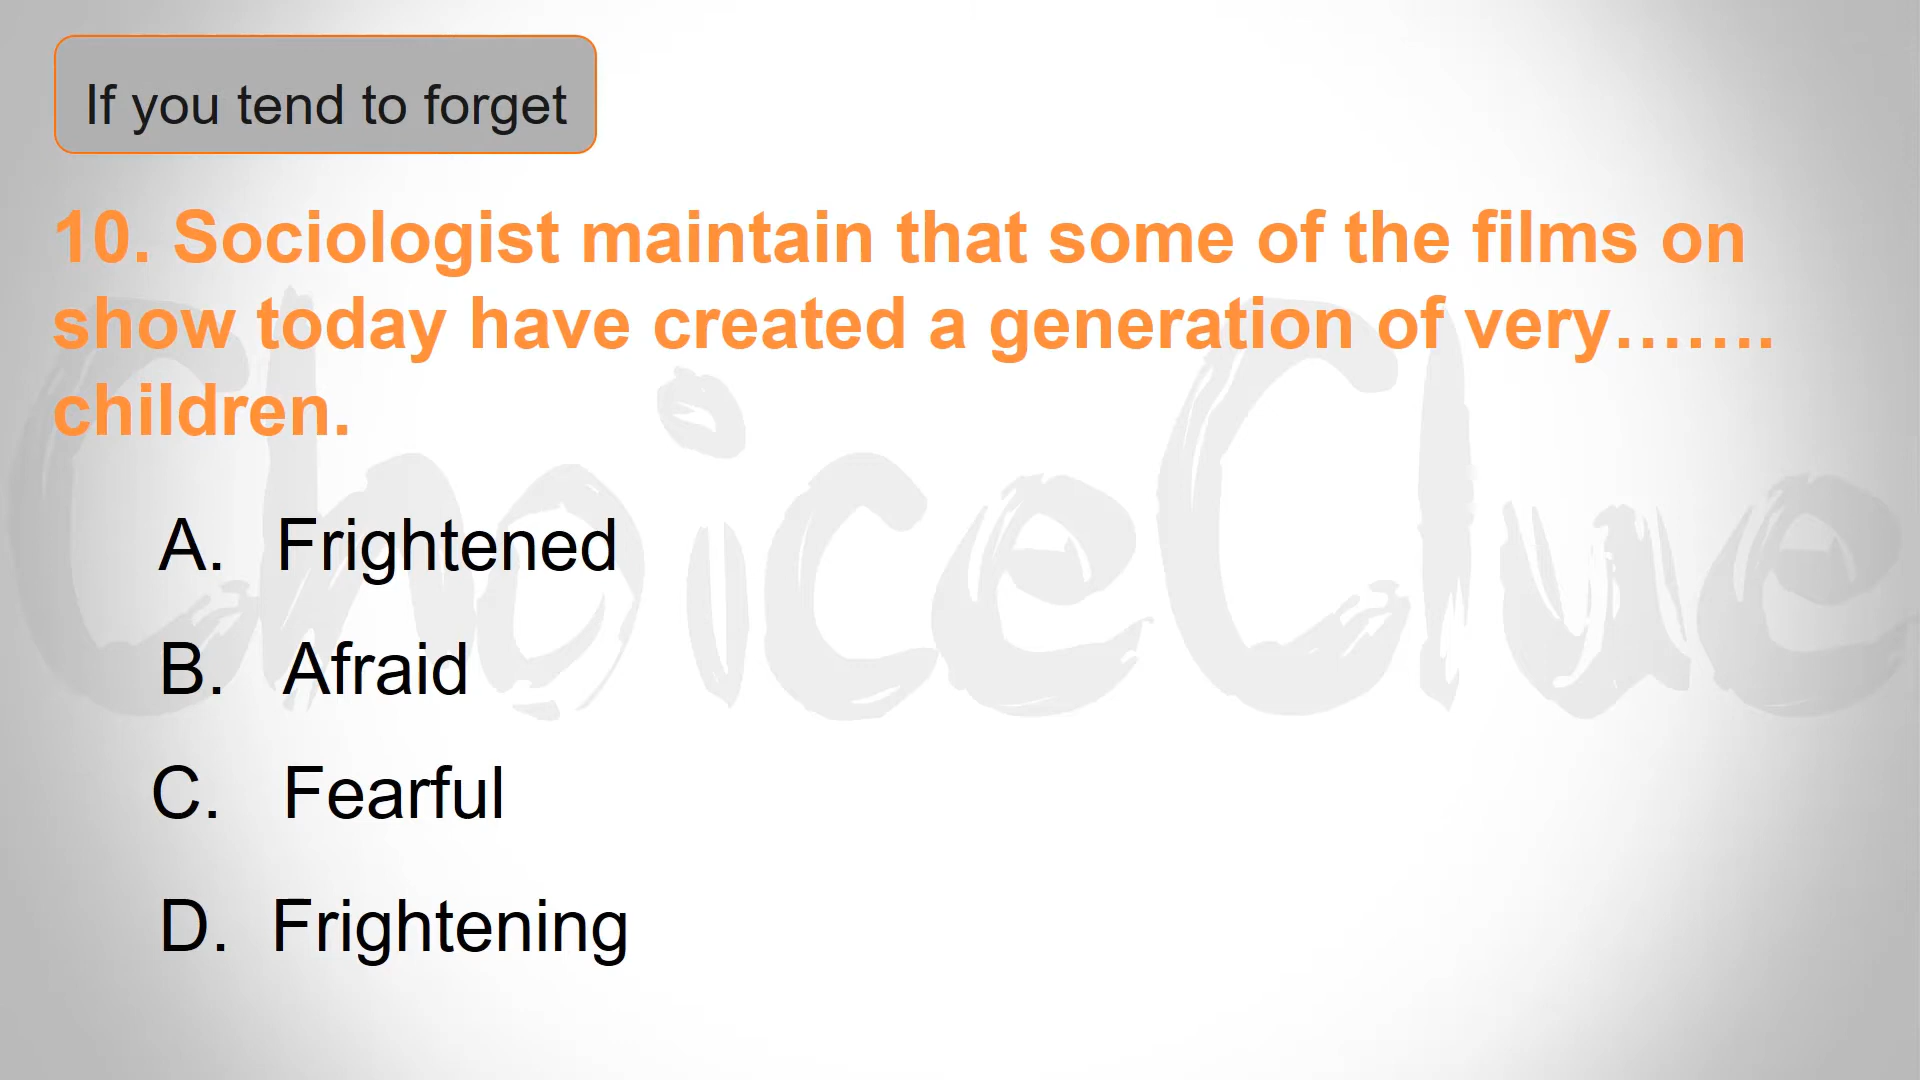 If you tend to forget
10. Sociologist maintain that some of the films on
show today have created a generation of very…….
children.
ChoiceClue
A. Frightened
B. Afraid
C. Fearful
D. Frightening